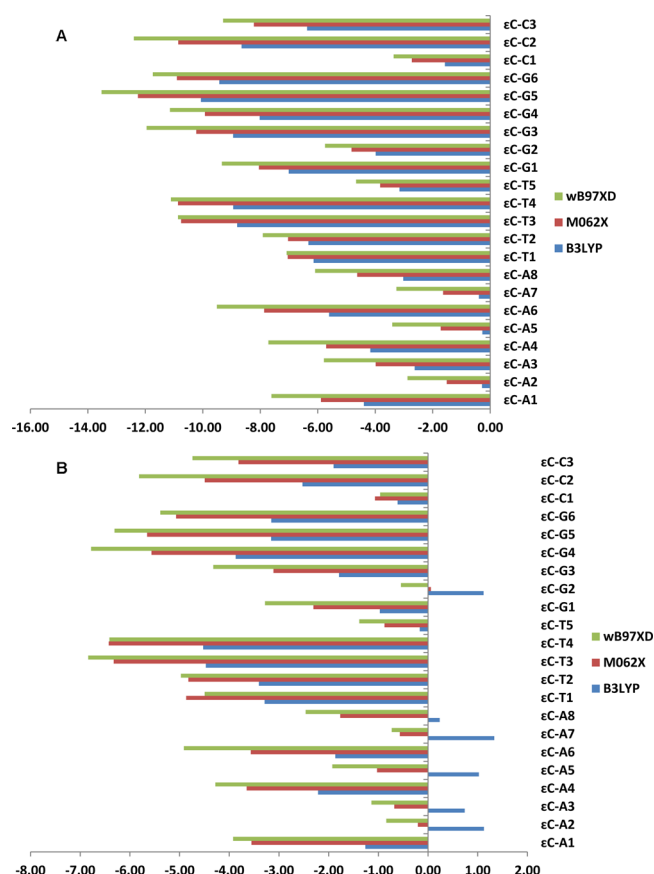 A
εC-C3
εC-C2
εC-C1
εC-G6
εC-G5
εC-G4
εC-G3
εC-G2
εC-G1
εC-T5
εC-T4
εC-T3
εC-T2
εC-T1
εC-A8
εC-A7
εC-A6
εC-A5
εC-A4
εC-A3
εC-A2
εC-A1
wB97XD
M062X
B3LYP
-16.00 -14.00 -12.00 -10.00 -8.00 -6.00 -4.00 -2.00 0.00
B
εC-C3
εC-C2
εC-C1
εC-G6
εC-G5
εC-G4
εC-G3
εC-G2
εC-G1
εC-T5
εC-T4
εC-T3
εC-T2
εC-T1
εC-A8
εC-A7
εC-A6
εC-A5
εC-A4
εC-A3
εC-A2
εC-A1
wB97XD
M062X
B3LYP
-8.00 -7.00 -6.00 -5.00 -4.00 -3.00 -2.00 -1.00 0.00 1.00 2.00